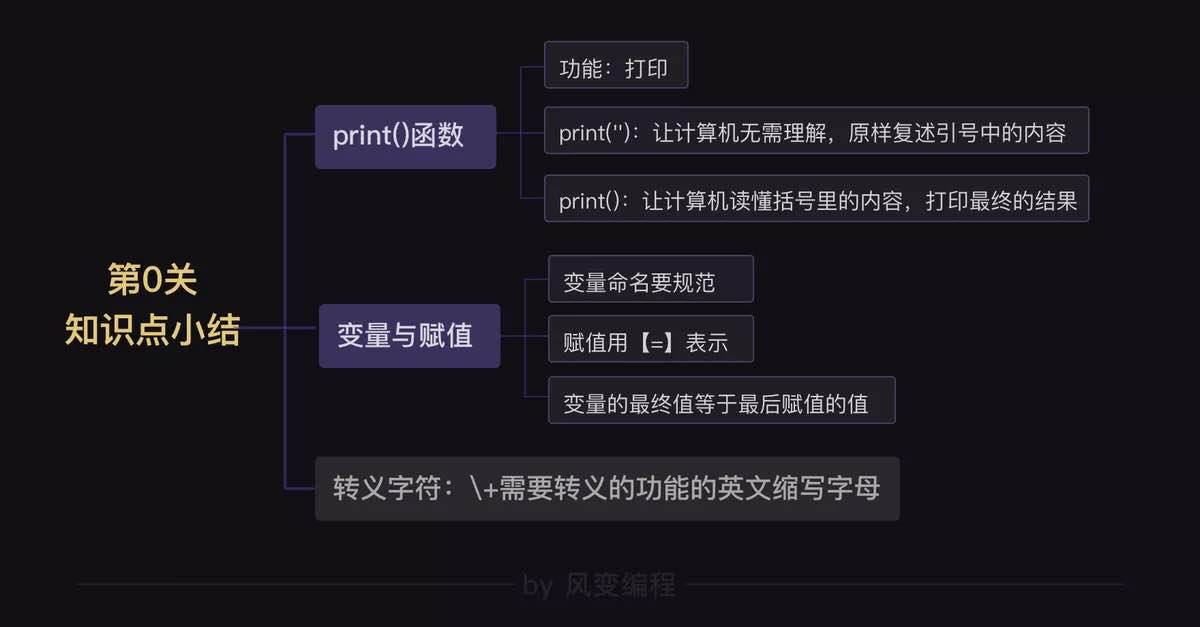 第0关
知识点小结
print()函数
功能：打印
print('')：让计算机无需理解，原样复述引号中的内容
print()：让计算机读懂括号里的内容，打印最终的结果
变量与赋值
变量命名要规范
赋值用【=】表示
变量的最终值等于最后赋值的值
转义字符：\+需要转义的功能的英文缩写字母
by 风变编程